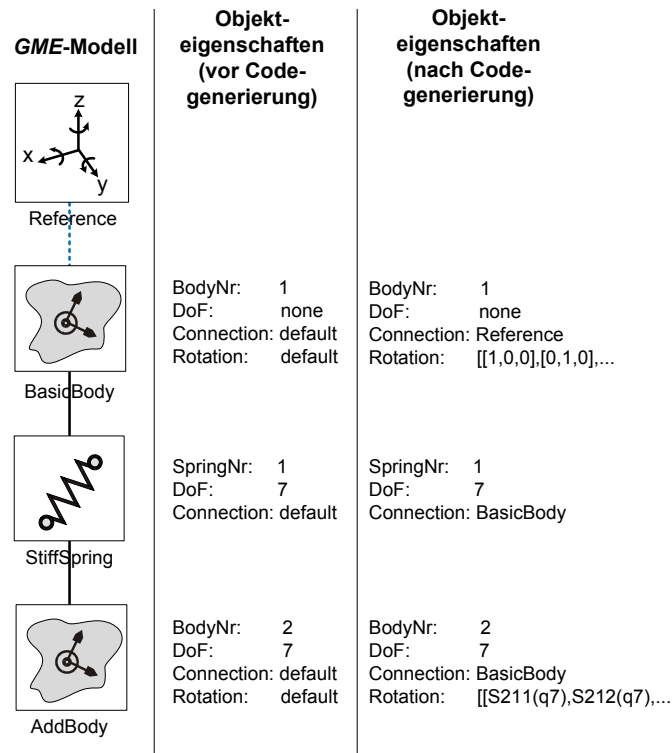 GME-Modell
Objekt-
eigenschaften
(vor Code-
generierung)
Objekt-
eigenschaften
(nach Code-
generierung)
z
x
y
Reference
BasicBody
BodyNr: 1
DoF: none
Connection: default
Rotation: default
BodyNr: 1
DoF: none
Connection: Reference
Rotation: [[1,0,0],[0,1,0],...
StiffSpring
SpringNr: 1
DoF: 7
Connection: default
SpringNr: 1
DoF: 7
Connection: BasicBody
AddBody
BodyNr: 2
DoF: 7
Connection: default
Rotation: default
BodyNr: 2
DoF: 7
Connection: BasicBody
Rotation: [[S211(q7),S212(q7),...